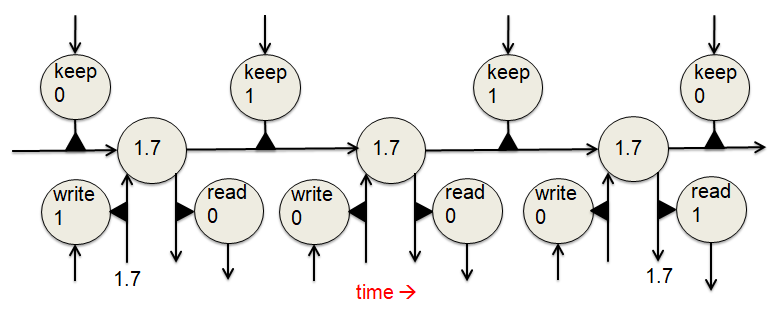 keep
0
keep
1
keep
1
keep
0
1.7
1.7
1.7
write
1
read
0
write
0
read
0
write
0
read
1
1.7
1.7
time →